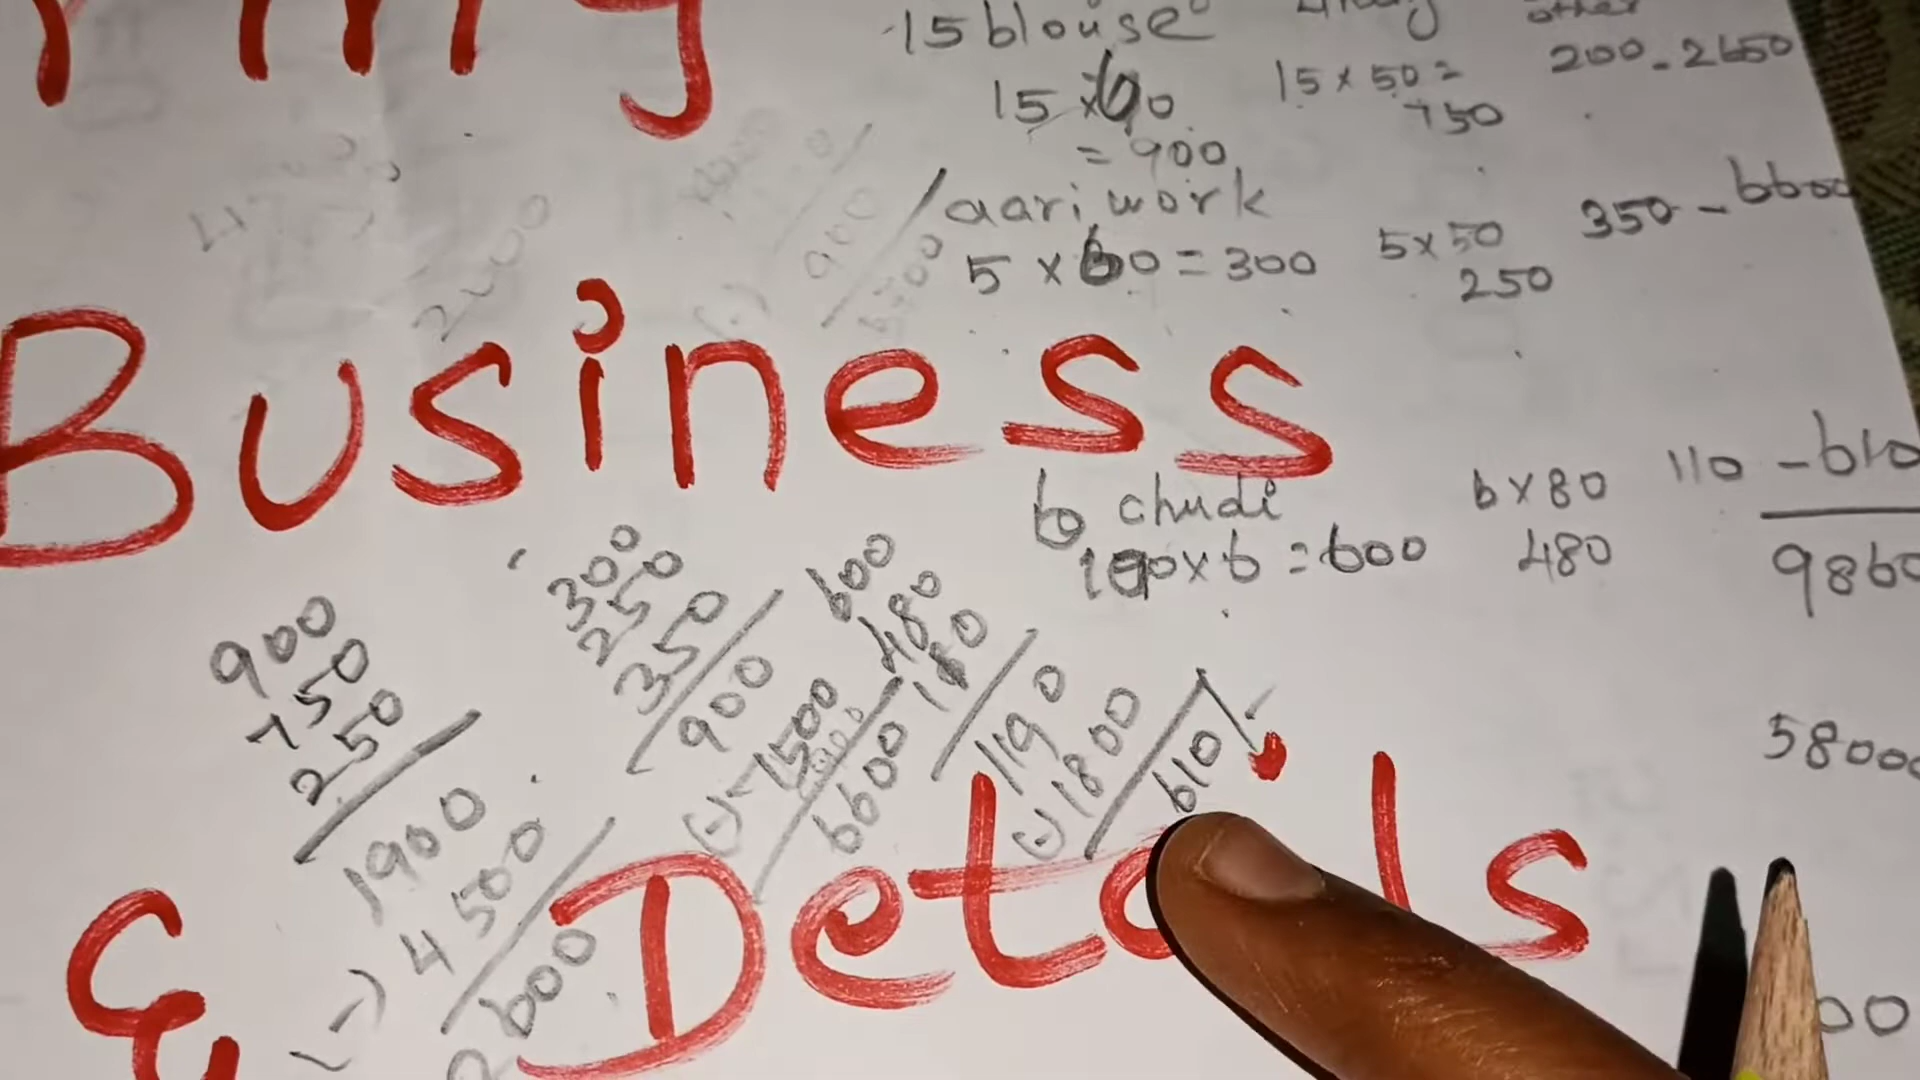 15 blouse other
15 x 60 15 x 50 = 200 - 2650
= 900 750
aari work
5 x 60 = 300 5 x 50 350 - 6600
250
Business
6 chudi 6 x 80 110 - 610
100 x 6 = 600 480
9860
900
750
250
1900
(-) 4500
2600
300
250
350
900
(-) 7500
6600
600
480
110
1190
(-) 1800
610
58000
& Details
00